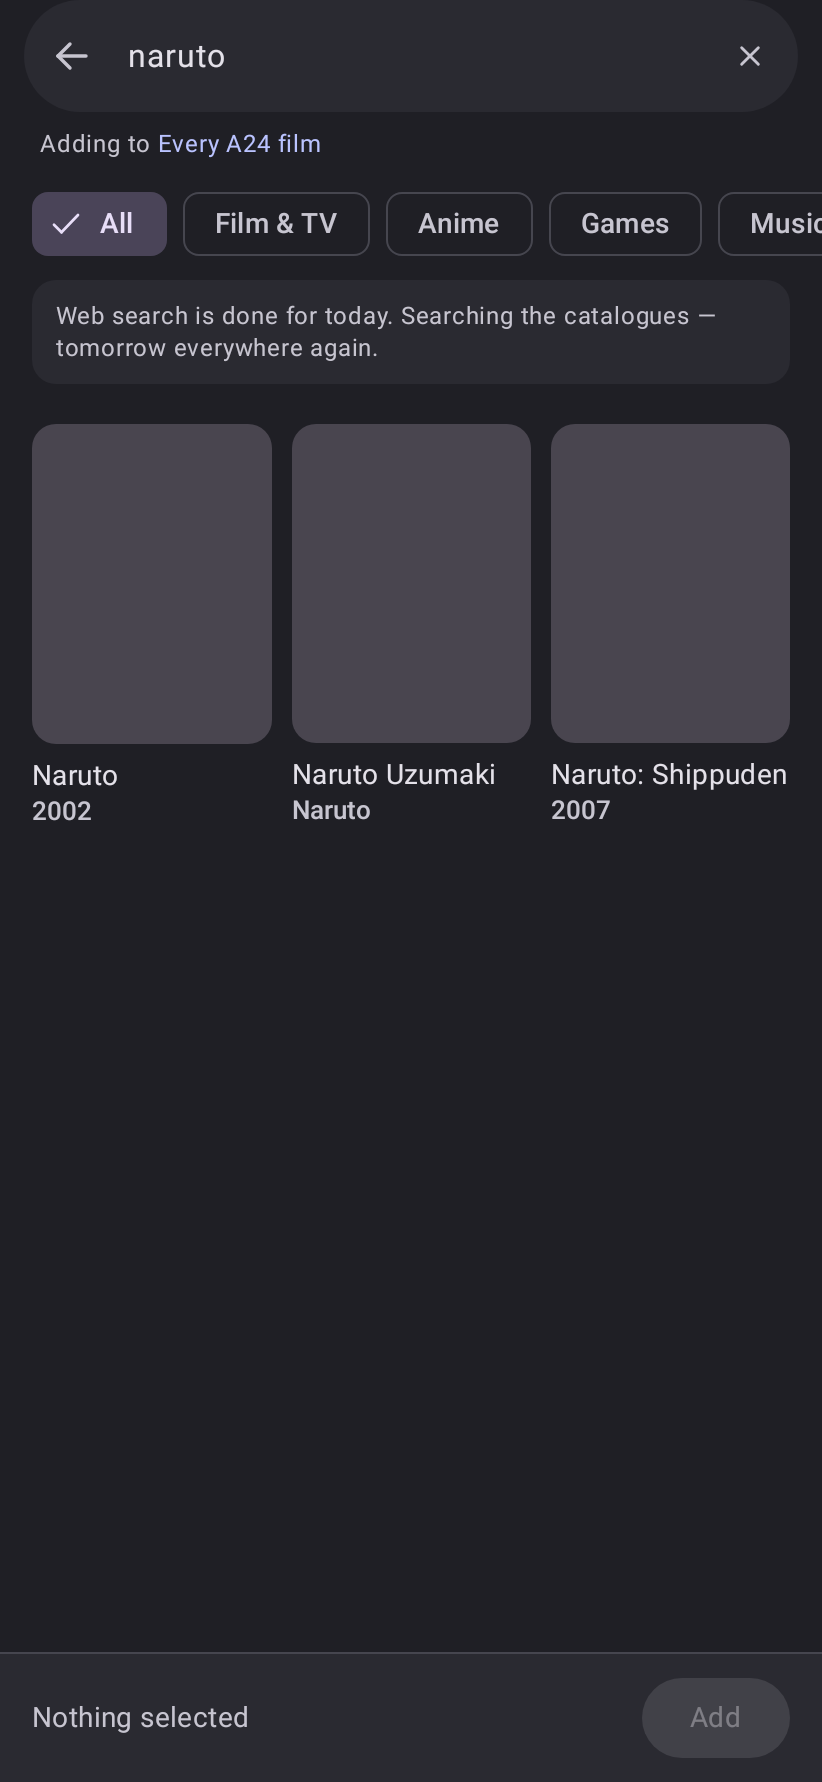 naruto
Adding to Every A24 film
All
Film & TV
Anime
Games
Music
Web search is done for today. Searching the catalogues —
tomorrow everywhere again.
Naruto
2002
Naruto Uzumaki
Naruto
Naruto: Shippuden
2007
Nothing selected
Add